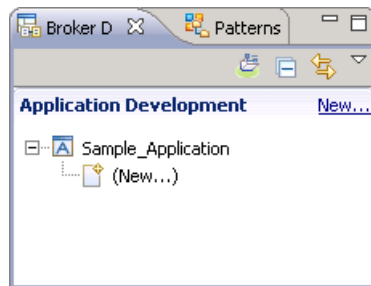 Broker D Patterns
Application Development New...
Sample_Application
(New...)